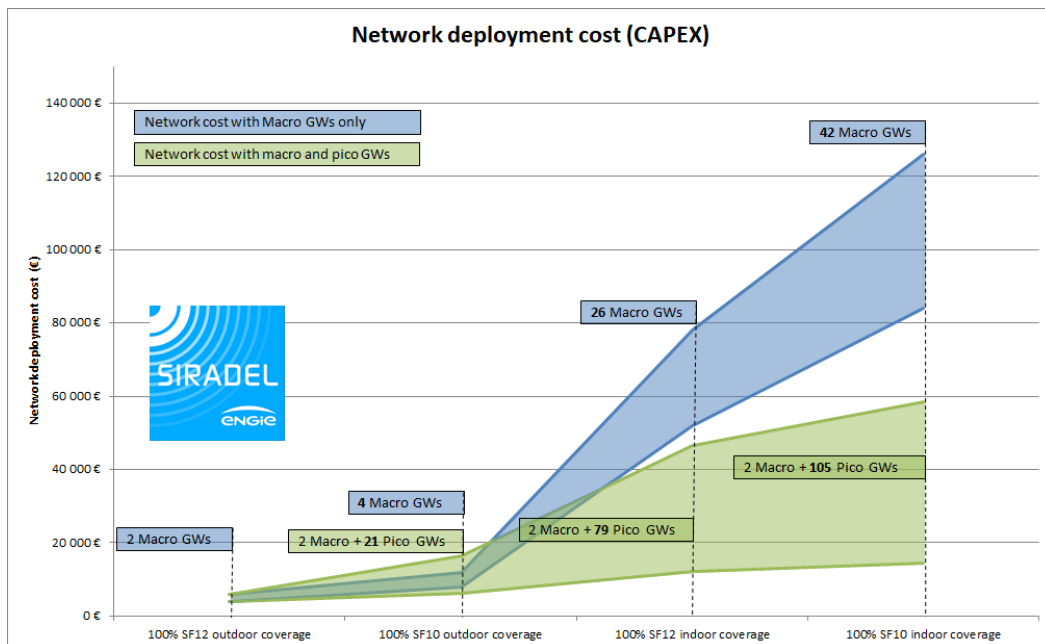 Network deployment cost (CAPEX)
140 000 €
120 000 €
100 000 €
80 000 €
60 000 €
40 000 €
20 000 €
0 €
Network deployment cost (€)
Network cost with Macro GWs only
Network cost with macro and pico GWs
SIRADEL
ENGIE
2 Macro GWs
4 Macro GWs
2 Macro + 21 Pico GWs
26 Macro GWs
2 Macro + 79 Pico GWs
42 Macro GWs
2 Macro + 105 Pico GWs
100% SF12 outdoor coverage
100% SF10 outdoor coverage
100% SF12 indoor coverage
100% SF10 indoor coverage